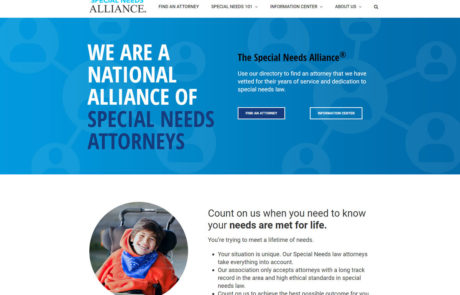 SPECIAL NEEDS
ALLIANCE.
FIND AN ATTORNEY SPECIAL NEEDS 101 INFORMATION CENTER ABOUT US
WE ARE A
NATIONAL
ALLIANCE OF
SPECIAL NEEDS
ATTORNEYS
The Special Needs Alliance®
Use our directory to find an attorney that we have
vetted for their years of service and dedication to
special needs law.
FIND AN ATTORNEY INFORMATION CENTER
Count on us when you need to know
your needs are met for life.
You're trying to meet a lifetime of needs.
• Your situation is unique. Our Special Needs law attorneys
take everything into account.
• Our association only accepts attorneys with a long track
record in the area and high ethical standards in special
needs law.
• Count on us to achieve the best possible outcome for you